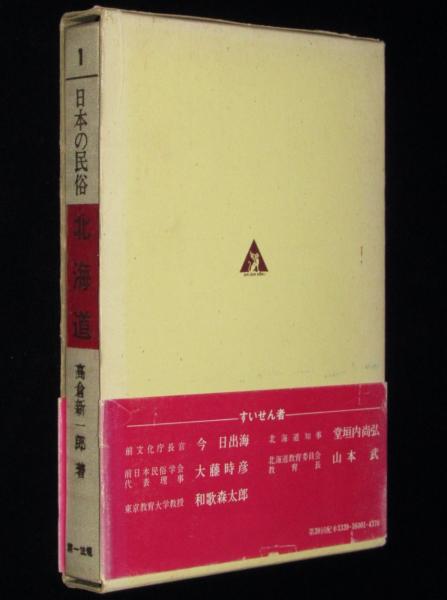 1
日本の民俗
北海道
高倉新一郎 著
第一法規
すいせん者
前文化庁長官 今 日出海
前日本民俗学会
代表理事 大藤時彦
東京教育大学教授 和歌森太郎
北海道知事 堂垣内尚弘
北海道教育委員会
教育長 山本 武